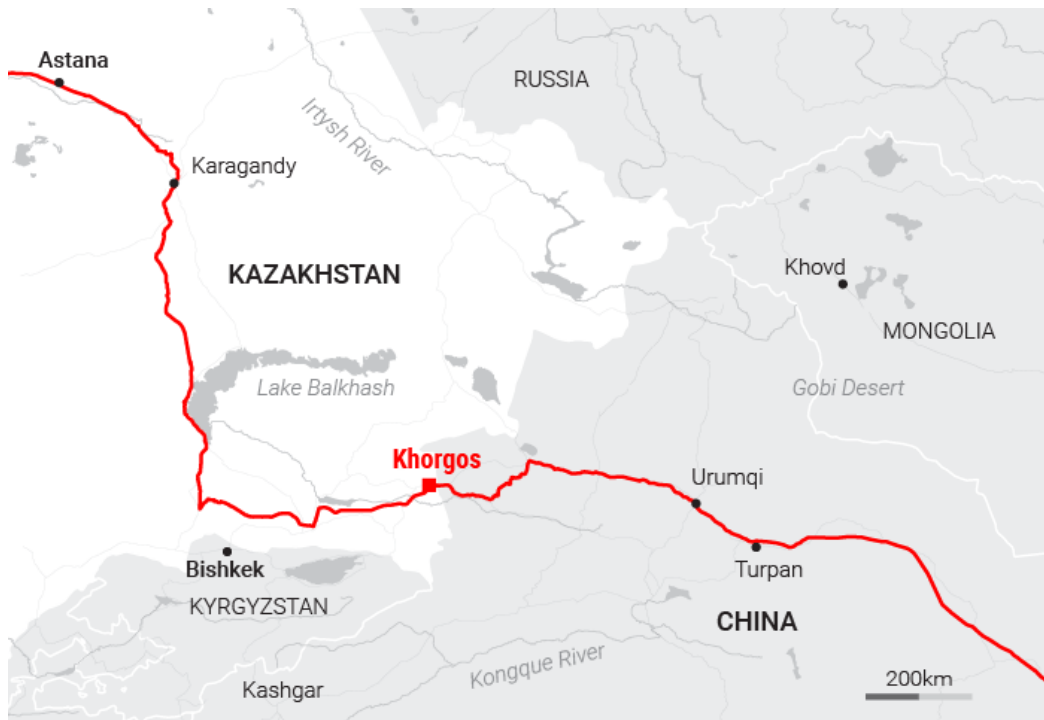 Astana
RUSSIA
Irtysh River
Karagandy
KAZAKHSTAN
Khovd
MONGOLIA
Lake Balkhash
Gobi Desert
Khorgos
Urumqi
Bishkek
Turpan
KYRGYZSTAN
CHINA
Kongque River
Kashgar
200km